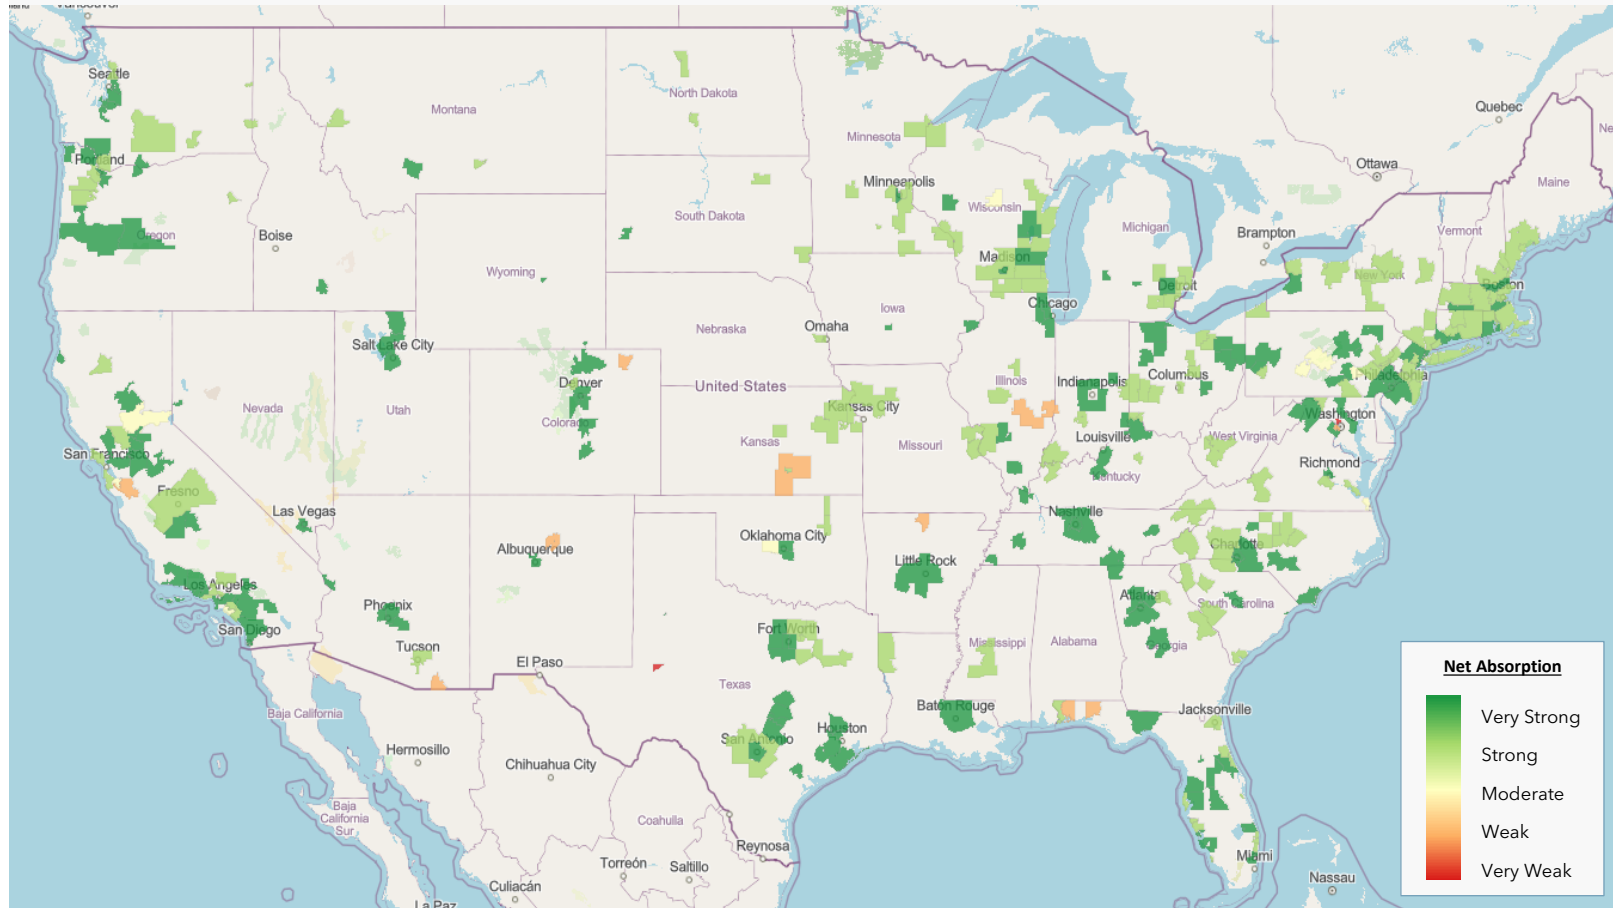 Vancouver
Seattle
Portland
Oregon
Boise
Montana
North Dakota
South Dakota
Wyoming
Minnesota
Minneapolis
Wisconsin
Madison
Michigan
Detroit
Chicago
Quebec
Ottawa
Maine
Brampton
Vermont
New York
Boston
Salt Lake City
Nebraska
Omaha
Iowa
United States
Denver
Colorado
Nevada
Utah
San Francisco
Fresno
Las Vegas
Los Angeles
San Diego
Kansas City
Kansas
Missouri
Illinois
Indianapolis
Columbus
Philadelphia
Washington
West Virginia
Louisville
Kentucky
Richmond
Nashville
Charlotte
Albuquerque
Oklahoma City
Little Rock
Phoenix
Tucson
El Paso
Fort Worth
Texas
Mississippi
Alabama
Atlanta
Georgia
South Carolina
Baton Rouge
Jacksonville
San Antonio
Houston
Miami
Baja California
Hermosillo
Chihuahua City
Baja
California
Sur
Coahuila
Reynosa
Torreón
Saltillo
Culiacán
La Paz
Nassau
Net Absorption
Very Strong
Strong
Moderate
Weak
Very Weak